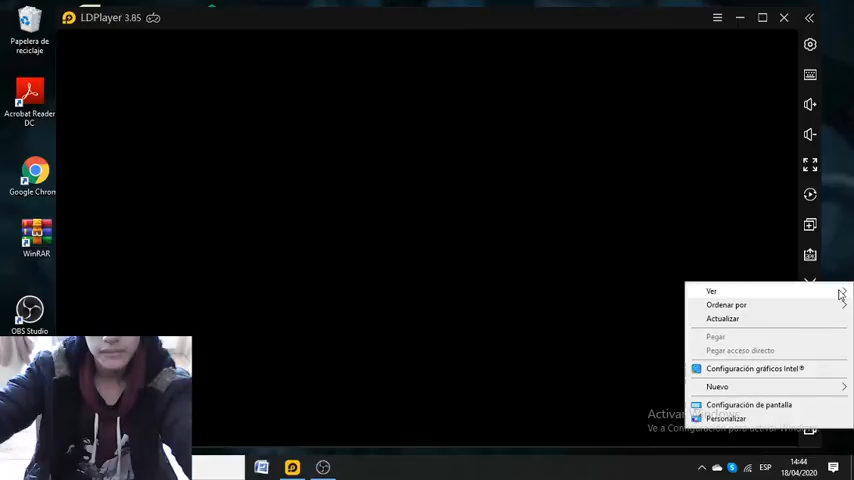 LDPlayer 3.85
Papelera de
reciclaje
Acrobat Reader
DC
Google Chrom
WinRAR
OBS Studio
Ver
Ordenar por
Actualizar
Pegar
Pegar acceso directo
Configuración gráficos Intel®
Nuevo
Configuración de pantalla
Personalizar
Activar Windows
Ve a Configuración para activar Windows
ESP
14:44
18/04/2020